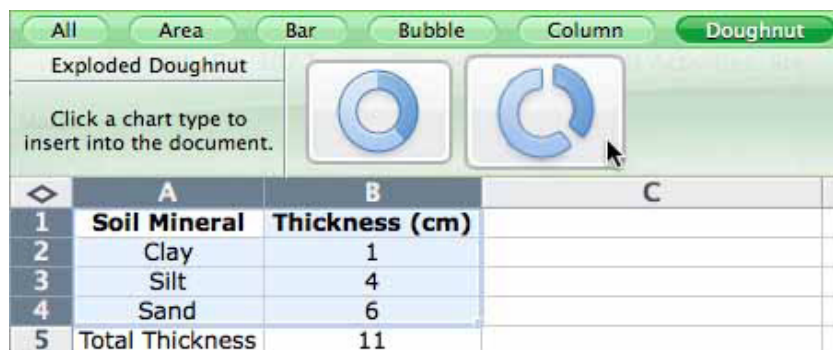 All Area Bar Bubble Column Doughnut
Exploded Doughnut
Click a chart type to
insert into the document.
A B C
1 Soil Mineral Thickness (cm)
2 Clay 1
3 Silt 4
4 Sand 6
5 Total Thickness 11